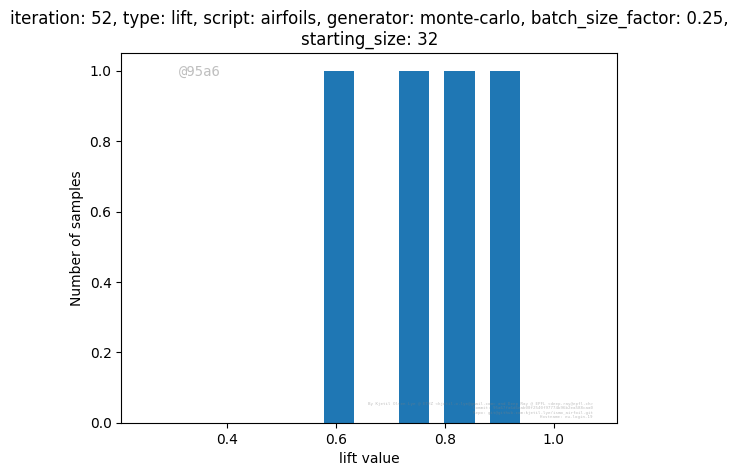 iteration: 52, type: lift, script: airfoils, generator: monte-carlo, batch_size_factor: 0.25,
starting_size: 32
@95a6
1.0
0.8
0.6
0.4
0.2
0.0
Number of samples
0.4 0.6 0.8 1.0
lift value